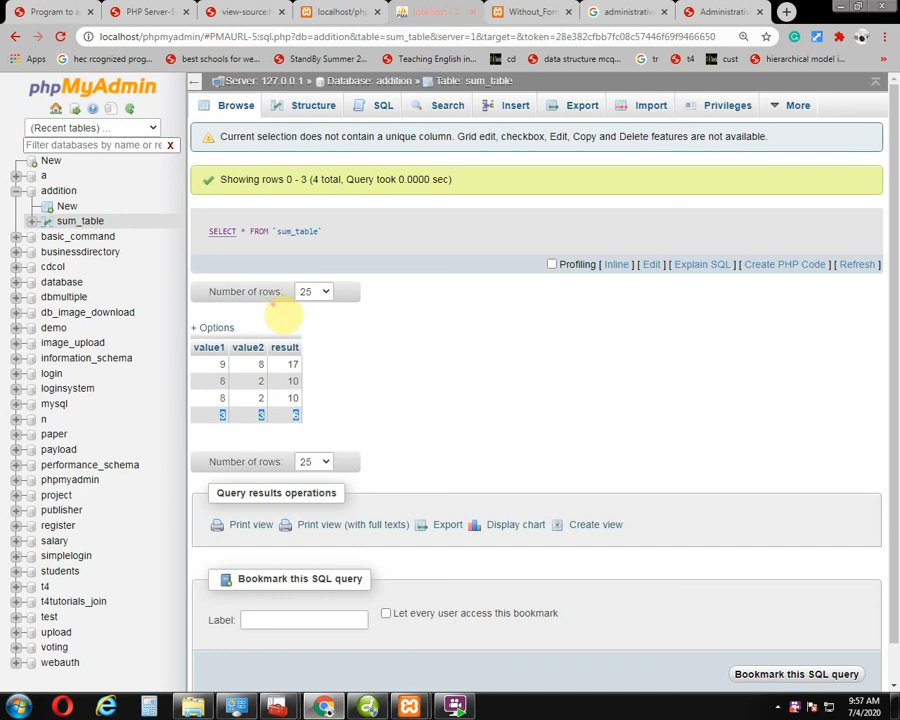 Program to a
PHP Server-S
view-source:
localhost/ph
localhost / 1
Without_Form
administrativ
Administrativ
localhost/phpmyadmin/#PMAURL-5:sql.php?db=addition&table=sum_table&server=1&target=&token=28e382cfbb7fc08c57446f69f9466650
Apps
hec rcognized prog...
best schools for we...
StandBy Summer 2...
Teaching English in...
cd
data structure mcq...
tr
t4
cust
hierarchical model i...
phpMyAdmin
(Recent tables) ...
Filter databases by name or re
X
New
a
addition
New
sum_table
basic_command
businessdirectory
cdcol
database
dbmultiple
db_image_download
demo
image_upload
information_schema
login
loginsystem
mysql
n
paper
payload
performance_schema
phpmyadmin
project
publisher
register
salary
simplelogin
students
t4
t4tutorials_join
test
upload
voting
webauth
Server: 127.0.0.1 » Database: addition » Table: sum_table
Browse
Structure
SQL
Search
Insert
Export
Import
Privileges
More
Current selection does not contain a unique column. Grid edit, checkbox, Edit, Copy and Delete features are not available.
Showing rows 0 - 3 (4 total, Query took 0.0000 sec)
SELECT * FROM `sum_table`
Profiling [ Inline ] [ Edit ] [ Explain SQL ] [ Create PHP Code ] [ Refresh ]
Number of rows: 25
+ Options
value1 value2 result
9 8 17
8 2 10
8 2 10
3 3 6
Number of rows: 25
Query results operations
Print view
Print view (with full texts)
Export
Display chart
Create view
Bookmark this SQL query
Label:
Let every user access this bookmark
Bookmark this SQL query
9:57 AM
7/4/2020